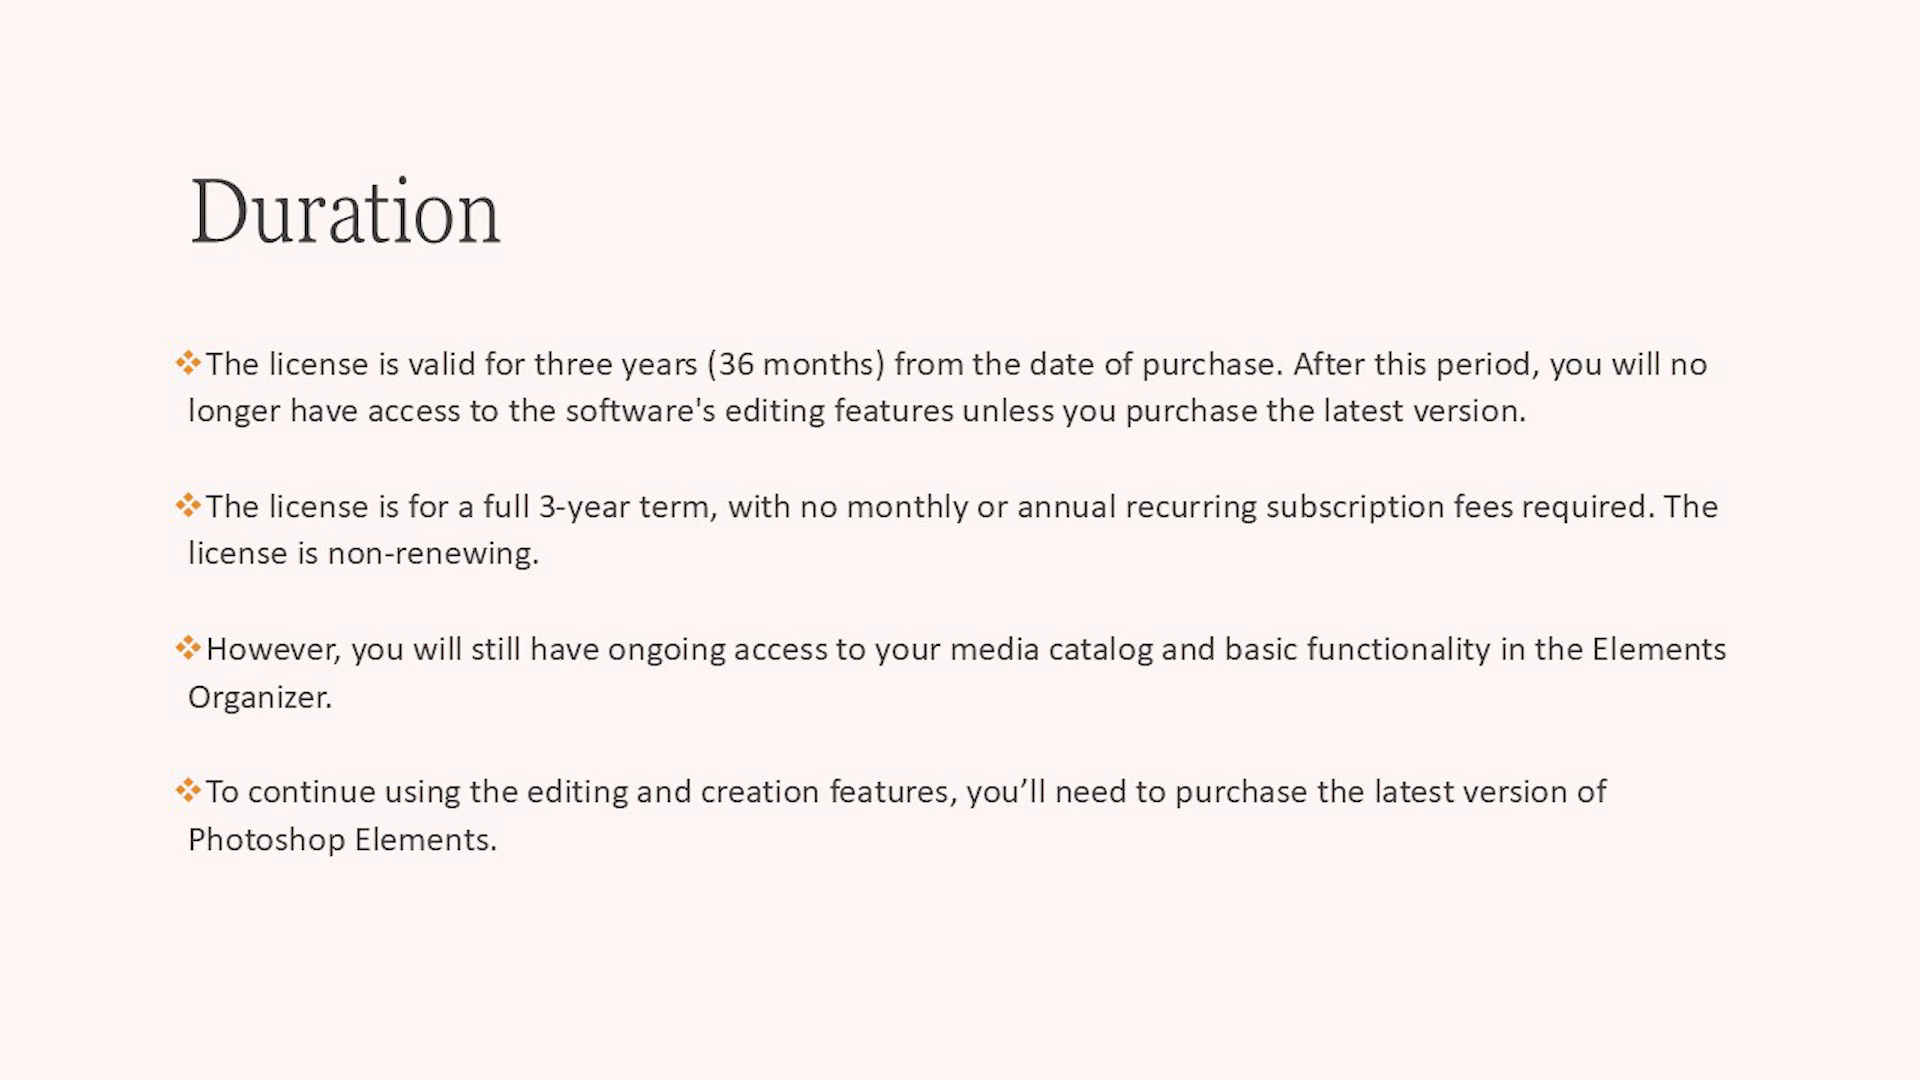 Duration
❖The license is valid for three years (36 months) from the date of purchase. After this period, you will no
longer have access to the software's editing features unless you purchase the latest version.
❖The license is for a full 3-year term, with no monthly or annual recurring subscription fees required. The
license is non-renewing.
❖However, you will still have ongoing access to your media catalog and basic functionality in the Elements
Organizer.
❖To continue using the editing and creation features, you’ll need to purchase the latest version of
Photoshop Elements.